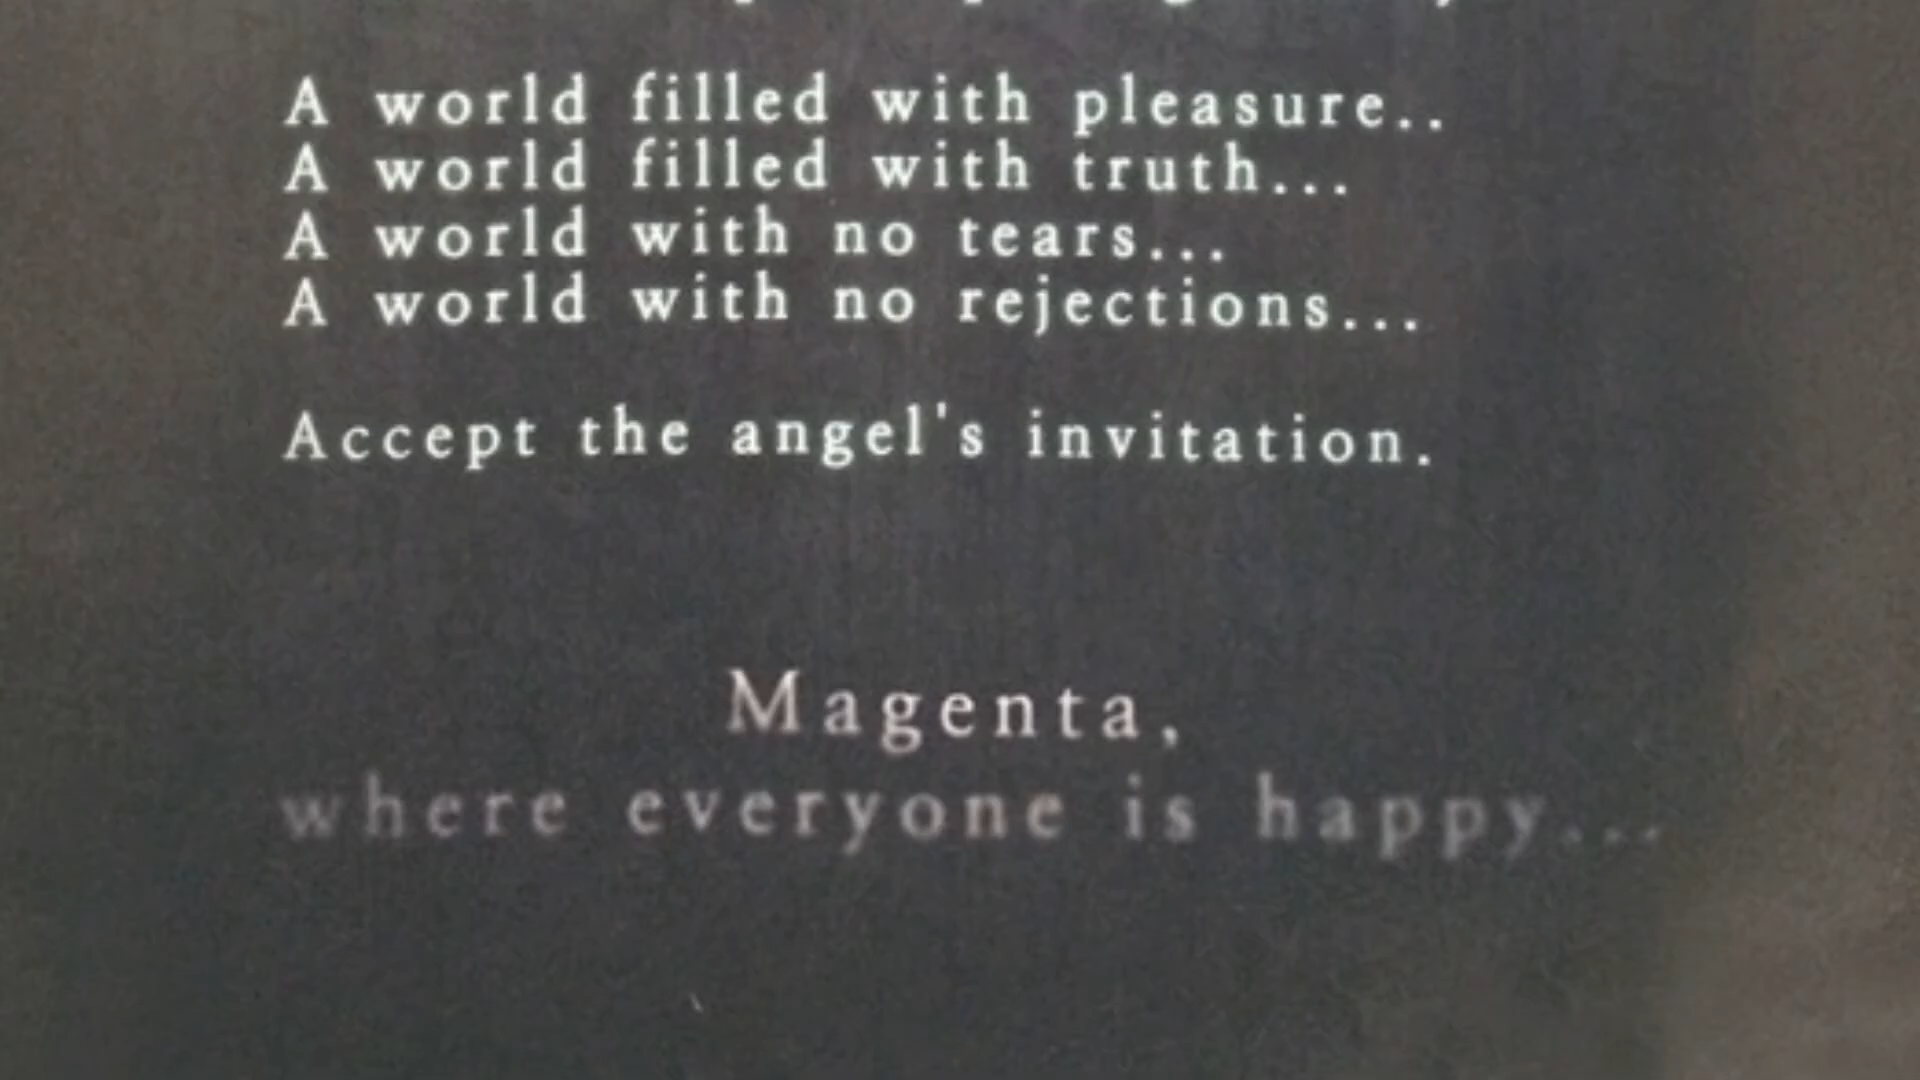 A world filled with pleasure..
A world filled with truth...
A world with no tears...
A world with no rejections...
Accept the angel's invitation.
Magenta,
where everyone is happy...